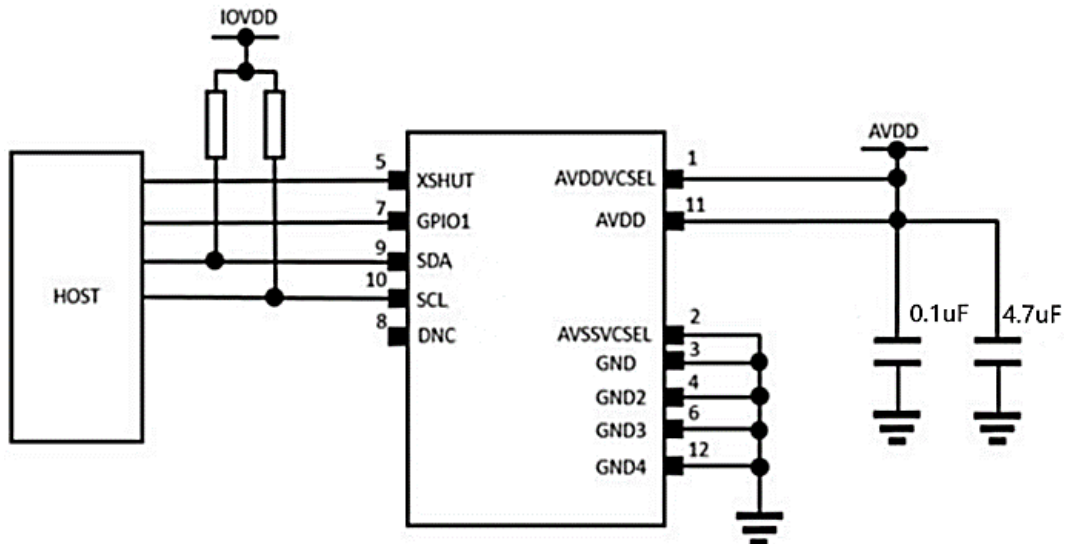 IOVDD
HOST
5
XSHUT
7
GPIO1
9
SDA
10
SCL
8
DNC
AVDDVCSEL
1
AVDD
11
AVSSVCSEL
2
GND
3
GND2
4
GND3
6
GND4
12
AVDD
0.1uF
4.7uF